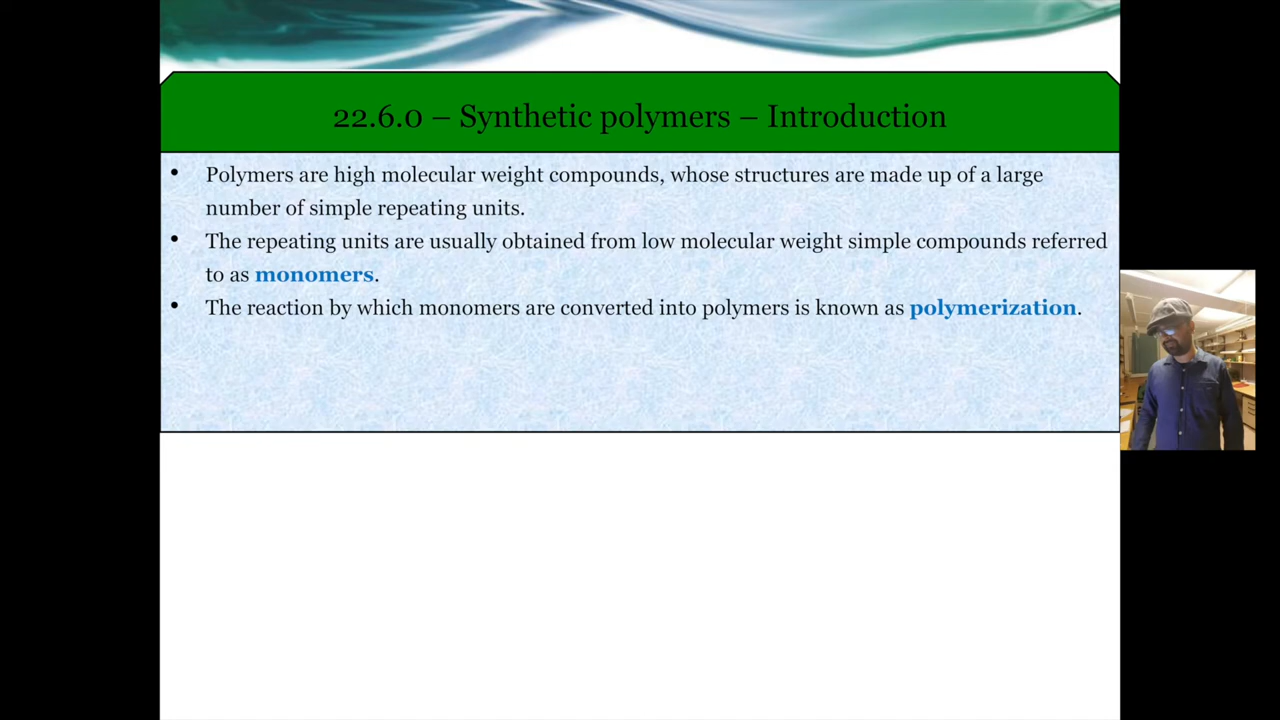 22.6.0 – Synthetic polymers – Introduction
• Polymers are high molecular weight compounds, whose structures are made up of a large
number of simple repeating units.
• The repeating units are usually obtained from low molecular weight simple compounds referred
to as monomers.
• The reaction by which monomers are converted into polymers is known as polymerization.